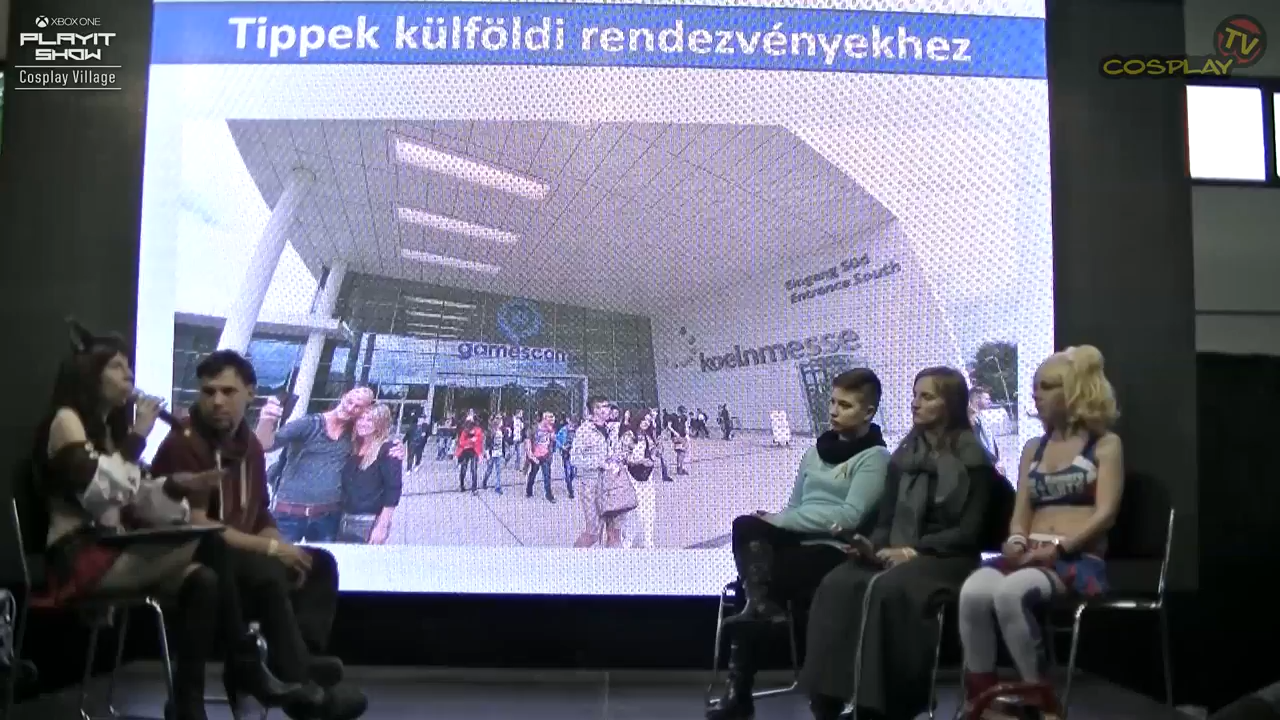 XBOX ONE
PLAYIT
SHOW
Cosplay Village
Tippek külföldi rendezvényekhez
TV
COSPLAY
Eingang Süd
Entrance South
gamescom
koelnmesse